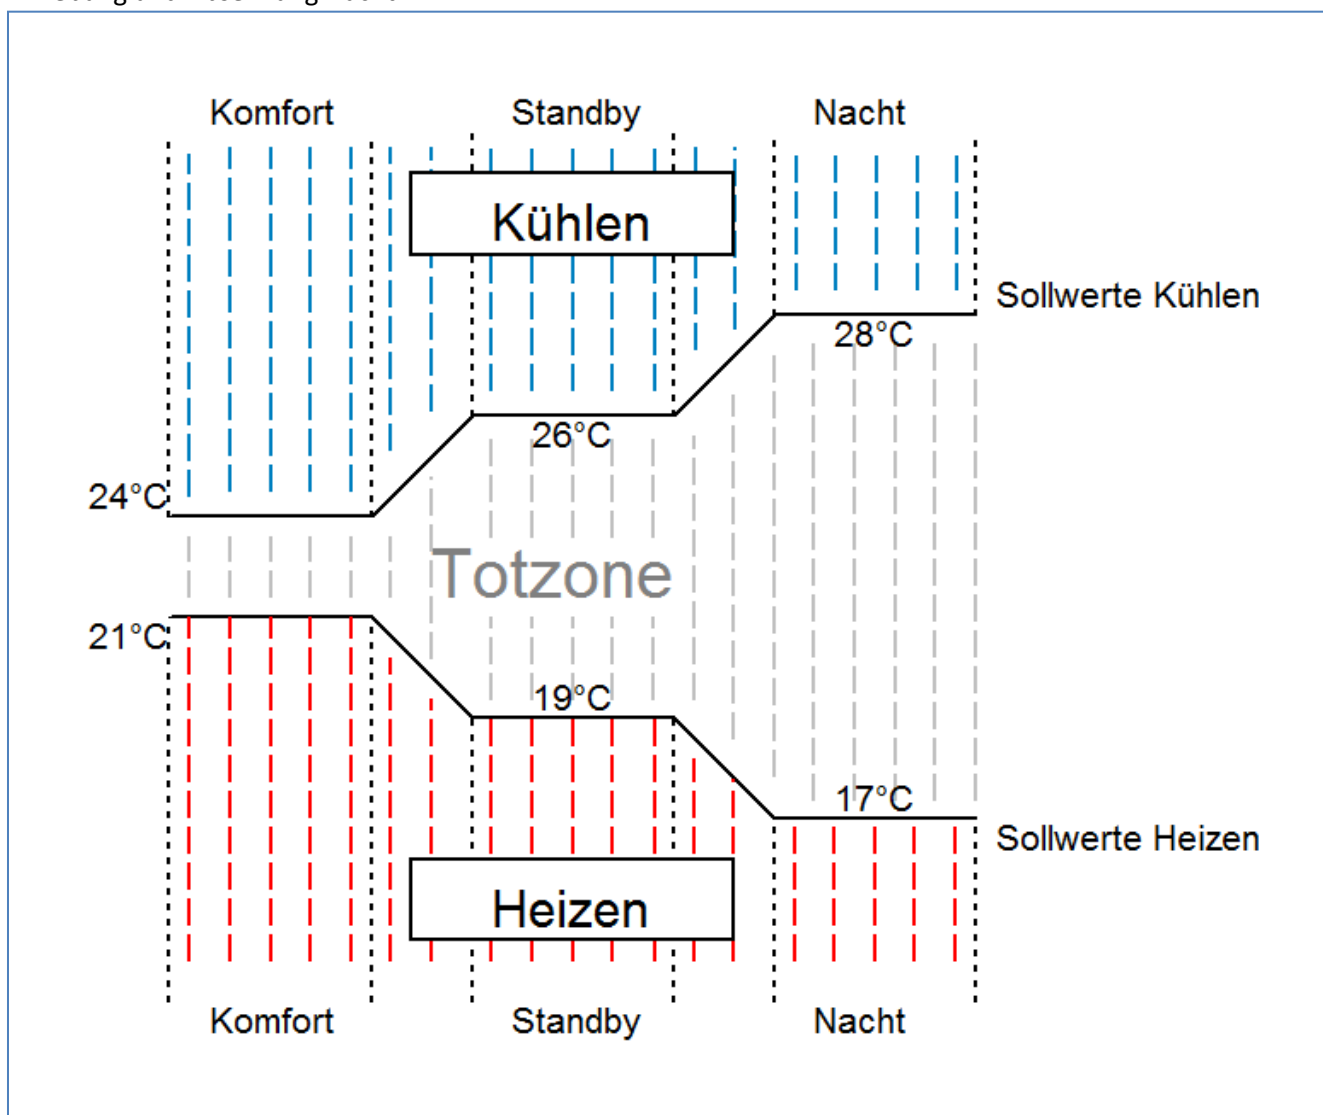 Komfort Standby Nacht
Kühlen
Sollwerte Kühlen
28°C
26°C
24°C
Totzone
21°C
19°C
17°C
Sollwerte Heizen
Heizen
Komfort Standby Nacht